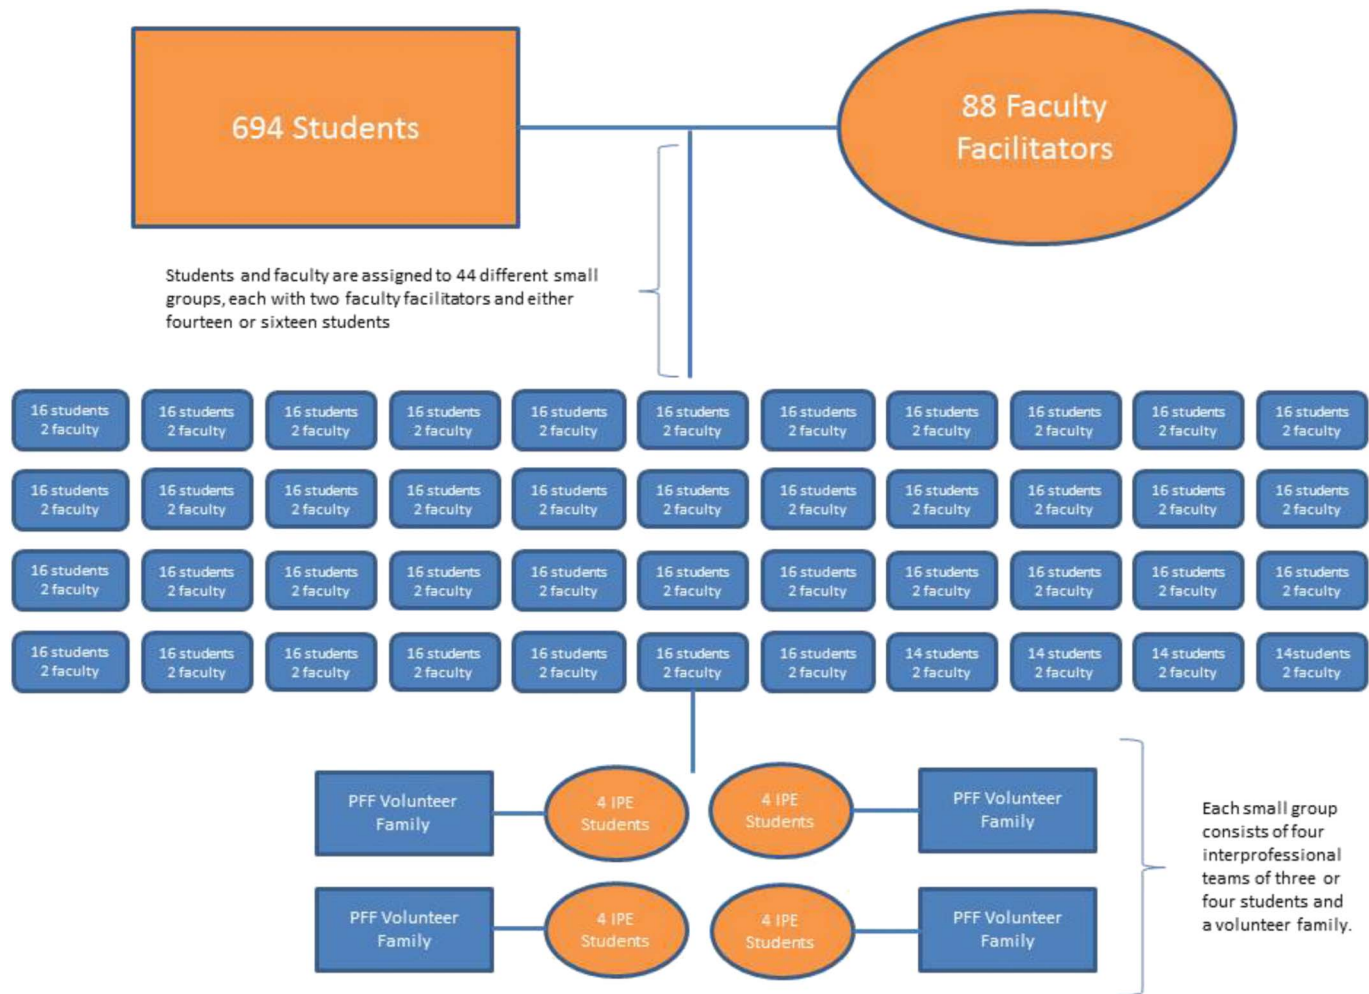 694 Students
88 Faculty
Facilitators
Students and faculty are assigned to 44 different small
groups, each with two faculty facilitators and either
fourteen or sixteen students
16 students
2 faculty
16 students
2 faculty
16 students
2 faculty
16 students
2 faculty
16 students
2 faculty
16 students
2 faculty
16 students
2 faculty
16 students
2 faculty
16 students
2 faculty
16 students
2 faculty
16 students
2 faculty
16 students
2 faculty
16 students
2 faculty
16 students
2 faculty
16 students
2 faculty
16 students
2 faculty
16 students
2 faculty
16 students
2 faculty
16 students
2 faculty
16 students
2 faculty
16 students
2 faculty
16 students
2 faculty
16 students
2 faculty
16 students
2 faculty
16 students
2 faculty
16 students
2 faculty
16 students
2 faculty
16 students
2 faculty
16 students
2 faculty
16 students
2 faculty
16 students
2 faculty
16 students
2 faculty
16 students
2 faculty
16 students
2 faculty
16 students
2 faculty
16 students
2 faculty
16 students
2 faculty
16 students
2 faculty
16 students
2 faculty
16 students
2 faculty
14 students
2 faculty
14 students
2 faculty
14 students
2 faculty
14students
2 faculty
PFF Volunteer
Family
4 IPE
Students
4 IPE
Students
PFF Volunteer
Family
PFF Volunteer
Family
4 IPE
Students
4 IPE
Students
PFF Volunteer
Family
Each small group
consists of four
interprofessional
teams of three or
four students and
a volunteer family.